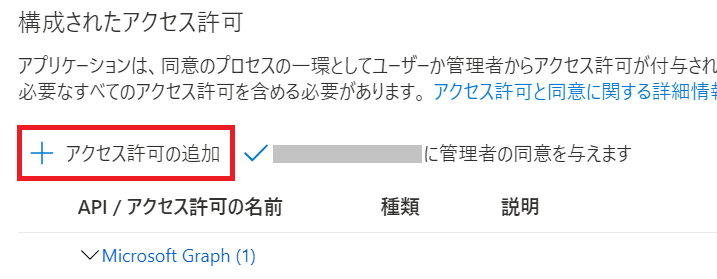 構成されたアクセス許可
アプリケーションは、同意のプロセスの一環としてユーザーか管理者からアクセス許可が付与され
必要なすべてのアクセス許可を含める必要があります。アクセス許可と同意に関する詳細情報
アクセス許可の追加 に管理者の同意を与えます
API / アクセス許可の名前 種類 説明
Microsoft Graph (1)